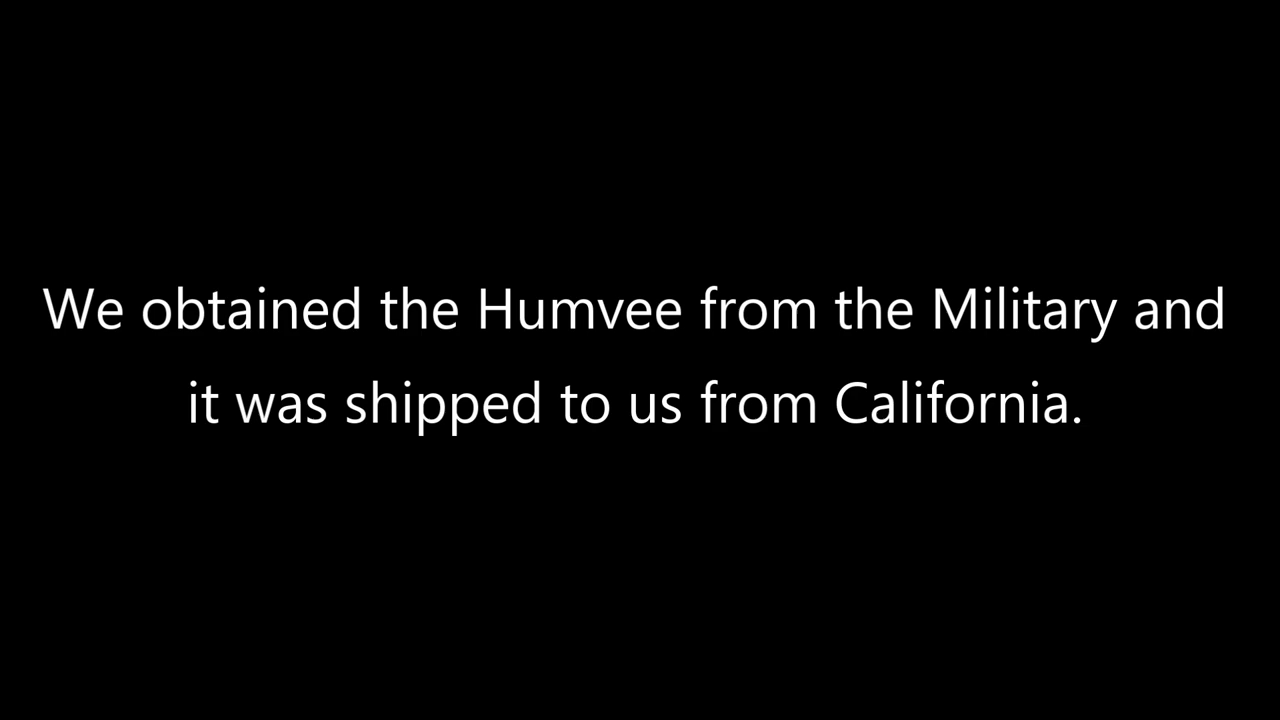 We obtained the Humvee from the Military and
it was shipped to us from California.